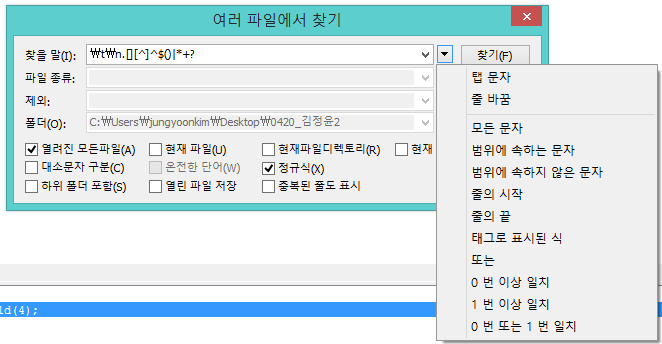 여러 파일에서 찾기
찾을 말(I): ₩t₩n.[][^]^$()|*+? 찾기(F)
파일 종류:
제외:
폴더(O): C:₩Users₩jungyoonkim₩Desktop₩0420_김정윤2
열려진 모든파일(A) 현재 파일(U) 현재파일디렉토리(R) 현재
대소문자 구분(C) 온전한 단어(W) 정규식(X)
하위 폴더 포함(S) 열린 파일 저장 중복된 줄도 표시
탭 문자
줄 바꿈
모든 문자
범위에 속하는 문자
범위에 속하지 않은 문자
줄의 시작
줄의 끝
태그로 표시된 식
또는
0 번 이상 일치
1 번 이상 일치
0 번 또는 1 번 일치
ld(4);